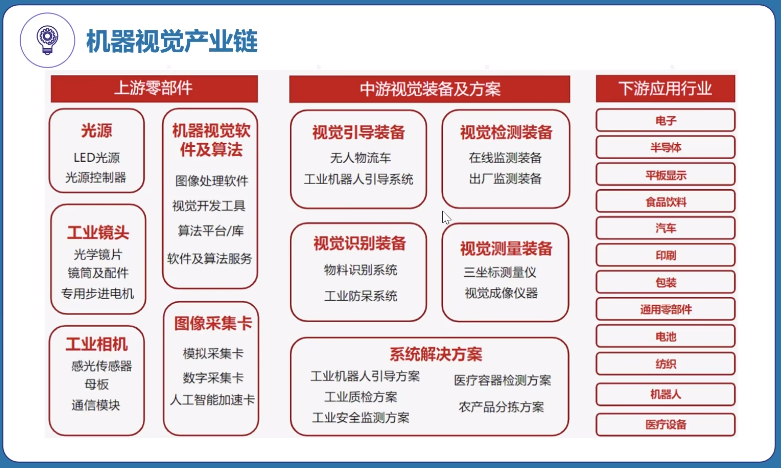 机器视觉产业链
上游零部件
光源
LED光源
光源控制器
工业镜头
光学镜片
镜筒及配件
专用步进电机
工业相机
感光传感器
母板
通信模块
机器视觉软
件及算法
图像处理软件
视觉开发工具
算法平台/库
软件及算法服务
图像采集卡
模拟采集卡
数字采集卡
人工智能加速卡
中游视觉装备及方案
视觉引导装备
无人物流车
工业机器人引导系统
视觉检测装备
在线监测装备
出厂监测装备
视觉识别装备
物料识别系统
工业防呆系统
视觉测量装备
三坐标测量仪
视觉成像仪器
系统解决方案
工业机器人引导方案
工业质检方案
工业安全监测方案
医疗容器检测方案
农产品分拣方案
下游应用行业
电子
半导体
平板显示
食品饮料
汽车
印刷
包装
通用零部件
电池
纺织
机器人
医疗设备